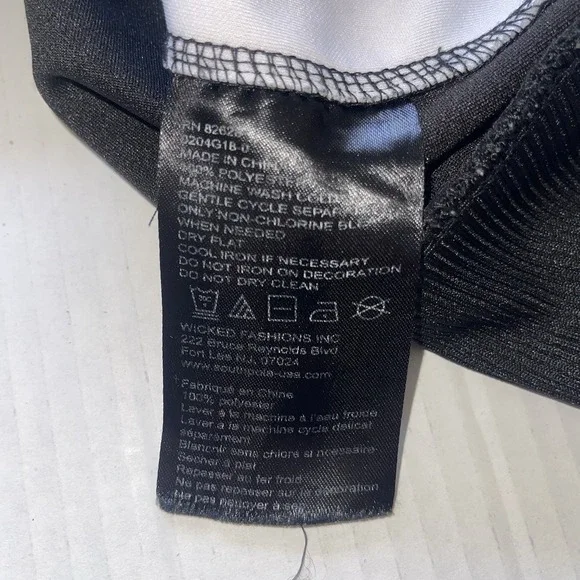 RN 8262
0204G18-0
MADE IN CHINA
100% POLYESTER
MACHINE WASH COLD
GENTLE CYCLE SEPAR
ONLY NON-CHLORINE BL
WHEN NEEDED
DRY FLAT
COOL IRON IF NECESSARY
DO NOT IRON ON DECORATION
DO NOT DRY CLEAN
WICKED FASHIONS INC
222 Bruce Reynolds Blvd
Fort Lee NJ, 07024
www.southpole-usa.com
Fabriqué en Chine
100% polyester
Laver à la machine à l'eau froide
Laver à la machine cycle délicat
séparément
Blanchir sans chlore si nécessaire
Sécher à plat
Repasser au fer froid
Ne pas repasser sur la décoration
Ne pas nettoyer à se